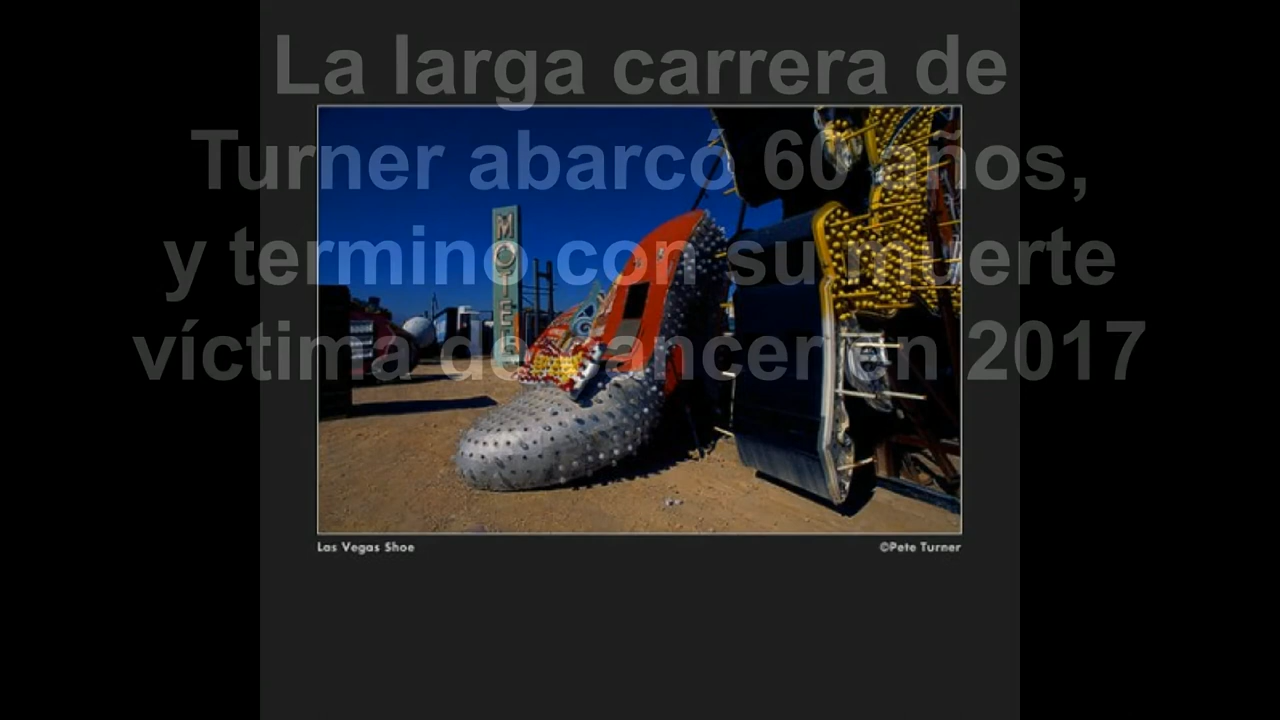 La larga carrera de
Turner abarcó 60 años,
y termino con su muerte
víctima de cancer en 2017
MOTEL
Las Vegas Shoe
©Pete Turner